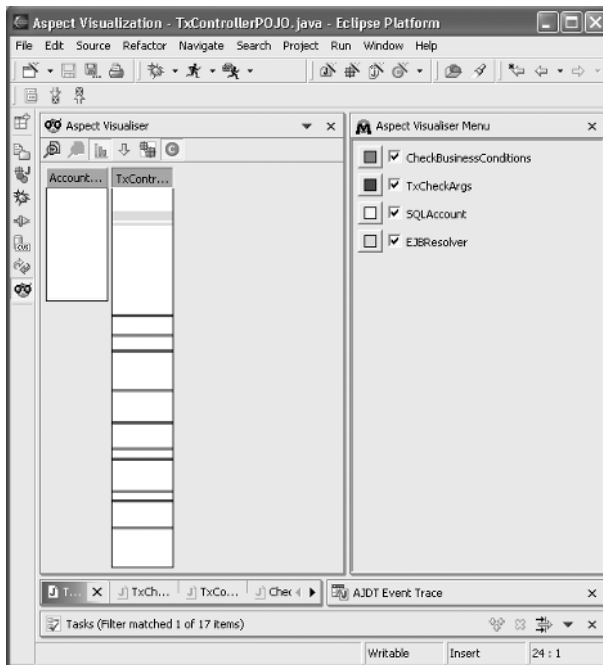 Aspect Visualization - TxControllerPOJO.java - Eclipse Platform
File Edit Source Refactor Navigate Search Project Run Window Help
Aspect Visualiser
Account... TxContr...
Aspect Visualiser Menu
CheckBusinessConditions
TxCheckArgs
SQLAccount
EJBResolver
T... TxCh... TxCo... Chec
AJDT Event Trace
Tasks (Filter matched 1 of 17 items)
Writable Insert 24 : 1